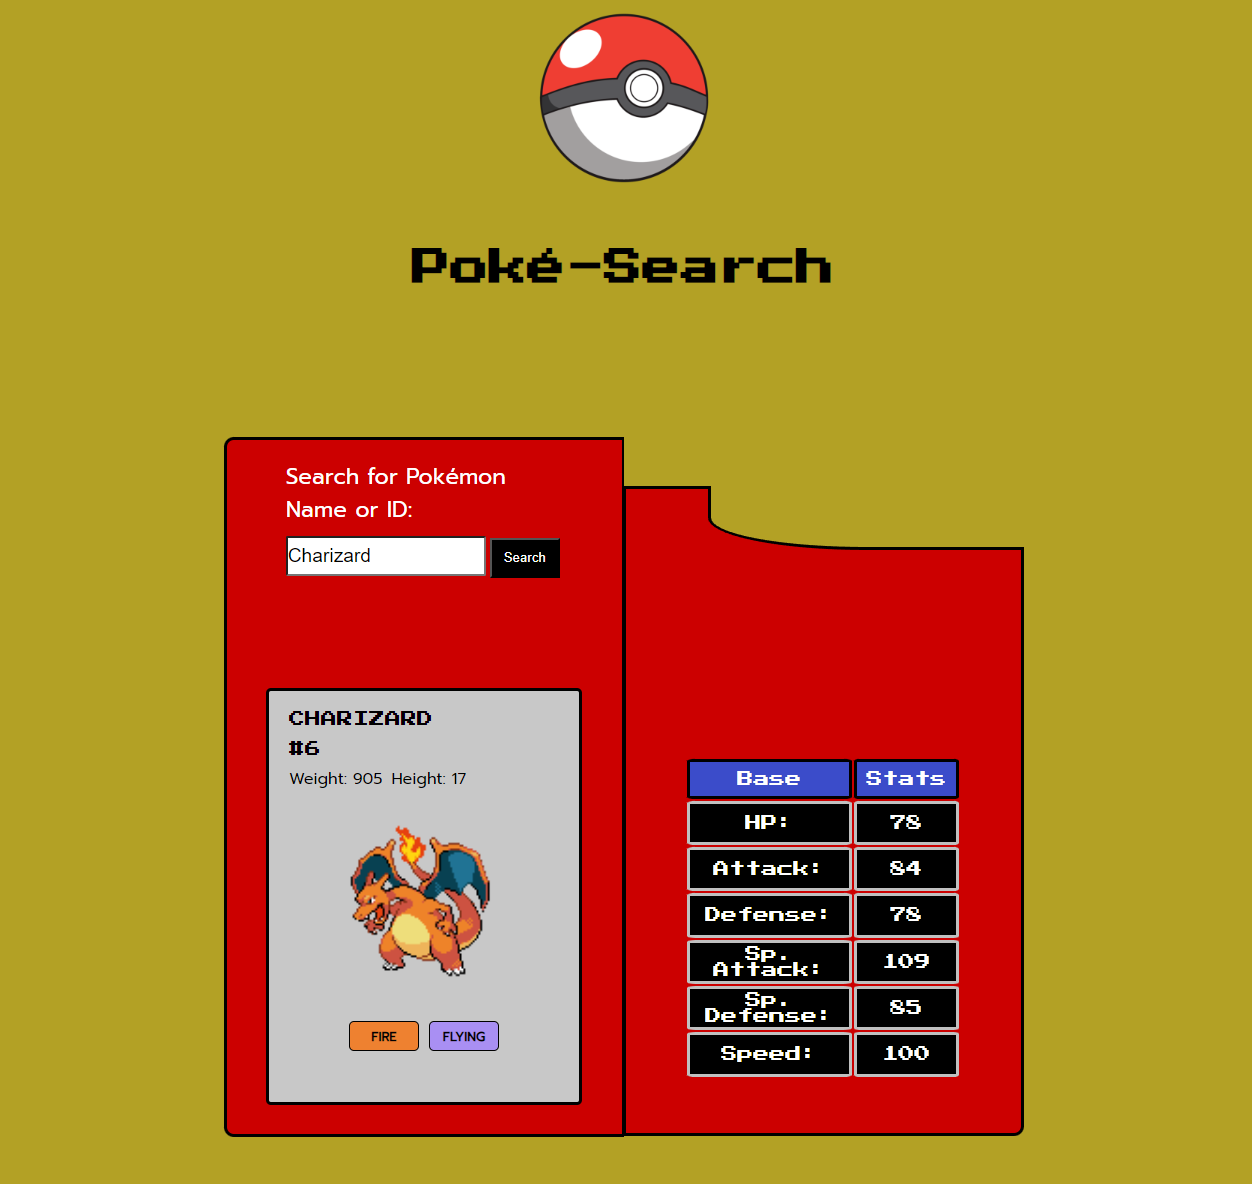 Poké-Search
Search for Pokémon
Name or ID:
Charizard
Search
CHARIZARD
#6
Weight: 905 Height: 17
FIRE
FLYING
Base Stats
HP: 78
Attack: 84
Defense: 78
Sp.
Attack: 109
Sp.
Defense: 85
Speed: 100